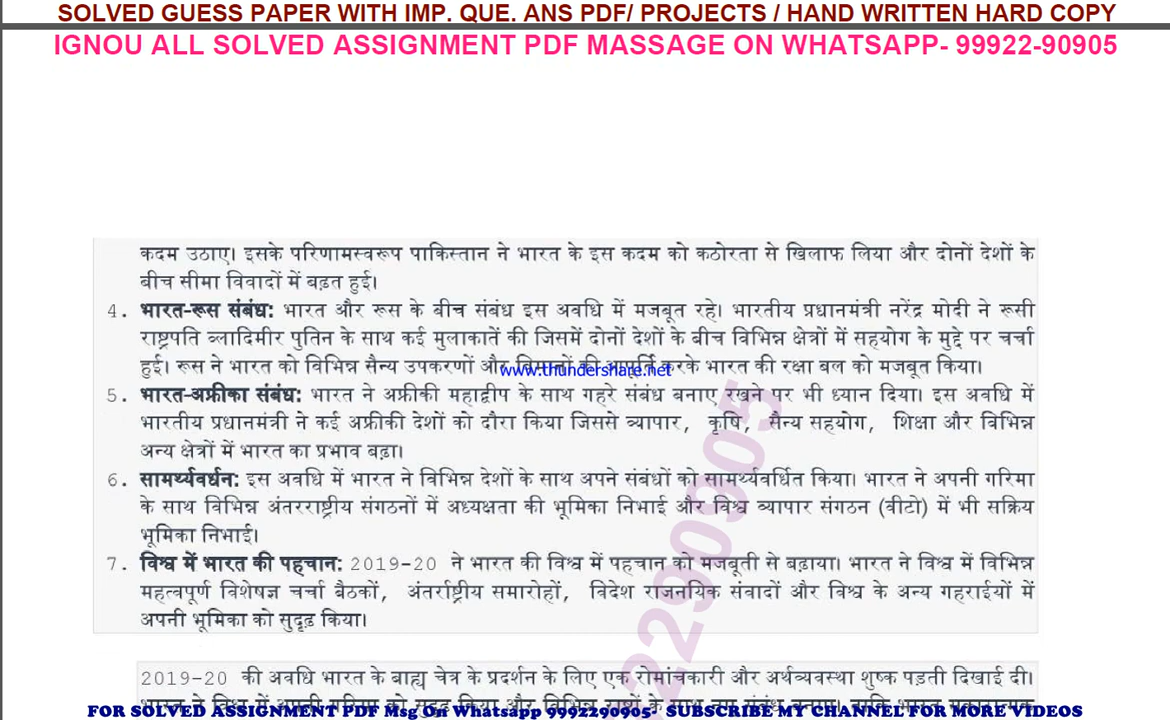 SOLVED GUESS PAPER WITH IMP. QUE. ANS PDF/ PROJECTS / HAND WRITTEN HARD COPY
IGNOU ALL SOLVED ASSIGNMENT PDF MASSAGE ON WHATSAPP- 99922-90905
कदम उठाए। इसके परिणामस्वरूप पाकिस्तान ने भारत के इस कदम को कठोरता से खिलाफ लिया और दोनों देशों के
बीच सीमा विवादों में बढ़त हुई।
4. भारत-रूस संबंध: भारत और रूस के बीच संबंध इस अवधि में मजबूत रहे। भारतीय प्रधानमंत्री नरेंद्र मोदी ने रूसी
राष्ट्रपति व्लादिमीर पुतिन के साथ कई मुलाकातें की जिसमें दोनों देशों के बीच विभिन्न क्षेत्रों में सहयोग के मुद्दे पर चर्चा
हुई। रूस ने भारत को विभिन्न सैन्य उपकरणों और विमानों की आपूर्ति करके भारत की रक्षा बल को मजबूत किया।
www.thundershare.net
5. भारत-अफ्रीका संबंध: भारत ने अफ्रीकी महाद्वीप के साथ गहरे संबंध बनाए रखने पर भी ध्यान दिया। इस अवधि में
भारतीय प्रधानमंत्री ने कई अफ्रीकी देशों को दौरा किया जिससे व्यापार, कृषि, सैन्य सहयोग, शिक्षा और विभिन्न
अन्य क्षेत्रों में भारत का प्रभाव बढ़ा।
6. सामर्थ्यवर्धन: इस अवधि में भारत ने विभिन्न देशों के साथ अपने संबंधों को सामर्थ्यवर्धित किया। भारत ने अपनी गरिमा
के साथ विभिन्न अंतरराष्ट्रीय संगठनों में अध्यक्षता की भूमिका निभाई और विश्व व्यापार संगठन (वीटो) में भी सक्रिय
भूमिका निभाई।
7. विश्व में भारत की पहचान: 2019-20 ने भारत की विश्व में पहचान को मजबूती से बढ़ाया। भारत ने विश्व में विभिन्न
महत्वपूर्ण विशेषज्ञ चर्चा बैठकों, अंतर्राष्ट्रीय समारोहों, विदेश राजनयिक संवादों और विश्व के अन्य गहराईयों में
अपनी भूमिका को सुदृढ़ किया।
2290905
2019-20 की अवधि भारत के बाह्य चेत्र के प्रदर्शन के लिए एक रोमांचकारी और अर्थव्यवस्था शुष्क पड़ती दिखाई दी।
FOR SOLVED ASSIGNMENT PDF Msg On Whatsapp 9992290905- SUBSCRIBE MY CHANNEL FOR MORE VIDEOS